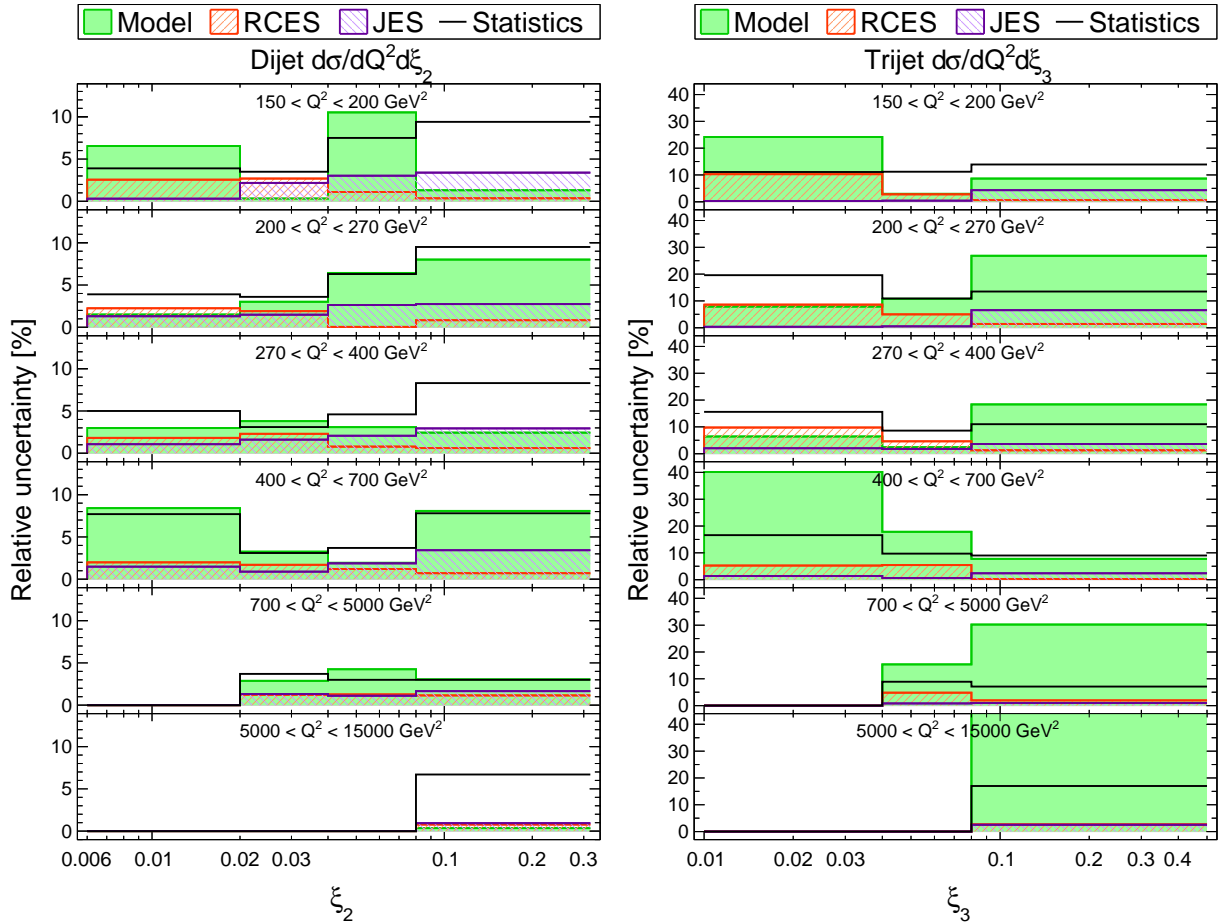 Model RCES JES Statistics
Dijet dσ/dQ²dξ₂
Relative uncertainty [%]
150 < Q² < 200 GeV²
10
5
0
200 < Q² < 270 GeV²
10
5
0
270 < Q² < 400 GeV²
10
5
0
400 < Q² < 700 GeV²
10
5
0
700 < Q² < 5000 GeV²
10
5
0
5000 < Q² < 15000 GeV²
10
5
0
0.006 0.01 0.02 0.03 0.1 0.2 0.3
ξ₂
Model RCES JES Statistics
Trijet dσ/dQ²dξ₃
Relative uncertainty [%]
150 < Q² < 200 GeV²
40
30
20
10
0
200 < Q² < 270 GeV²
40
30
20
10
0
270 < Q² < 400 GeV²
40
30
20
10
0
400 < Q² < 700 GeV²
40
30
20
10
0
700 < Q² < 5000 GeV²
40
30
20
10
0
5000 < Q² < 15000 GeV²
40
30
20
10
0
0.01 0.02 0.03 0.1 0.2 0.3 0.4
ξ₃